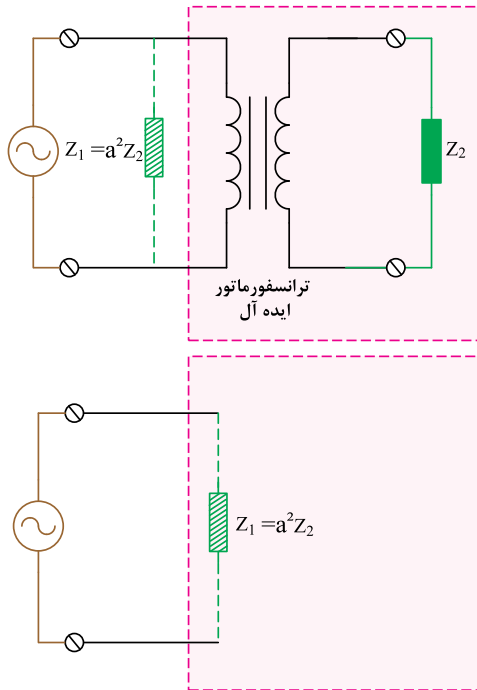 Z₁ = a²Z₂
Z₂
ترانسفورماتور
ایده آل
Z₁ = a²Z₂